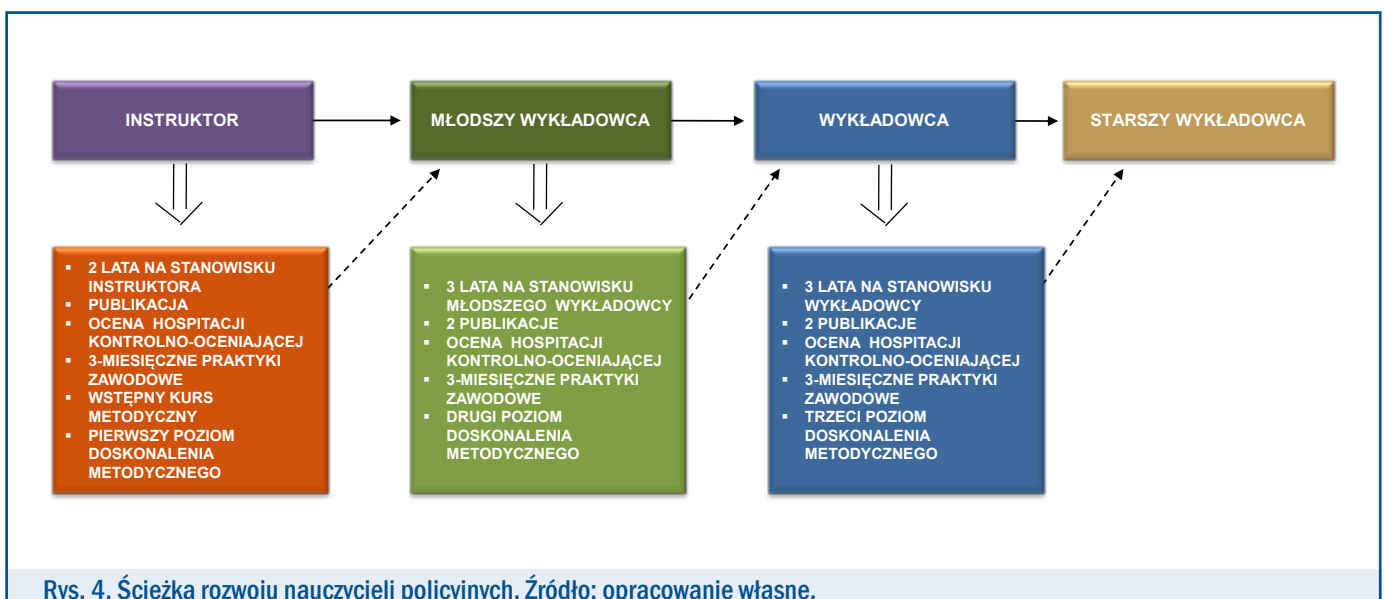 INSTRUKTOR
MŁODSZY WYKŁADOWCA
WYKŁADOWCA
STARSZY WYKŁADOWCA
▪ 2 LATA NA STANOWISKU
INSTRUKTORA
▪ PUBLIKACJA
▪ OCENA HOSPITACJI
KONTROLNO-OCENIAJĄCEJ
▪ 3-MIESIĘCZNE PRAKTYKI
ZAWODOWE
▪ WSTĘPNY KURS
METODYCZNY
▪ PIERWSZY POZIOM
DOSKONALENIA
METODYCZNEGO
▪ 3 LATA NA STANOWISKU
MŁODSZEGO WYKŁADOWCY
▪ 2 PUBLIKACJE
▪ OCENA HOSPITACJI
KONTROLNO-OCENIAJĄCEJ
▪ 3-MIESIĘCZNE PRAKTYKI
ZAWODOWE
▪ DRUGI POZIOM
DOSKONALENIA
METODYCZNEGO
▪ 3 LATA NA STANOWISKU
WYKŁADOWCY
▪ 2 PUBLIKACJE
▪ OCENA HOSPITACJI
KONTROLNO-OCENIAJĄCEJ
▪ 3-MIESIĘCZNE PRAKTYKI
ZAWODOWE
▪ TRZECI POZIOM
DOSKONALENIA
METODYCZNEGO
Rys. 4. Ścieżka rozwoju nauczycieli policyjnych. Źródło: opracowanie własne.